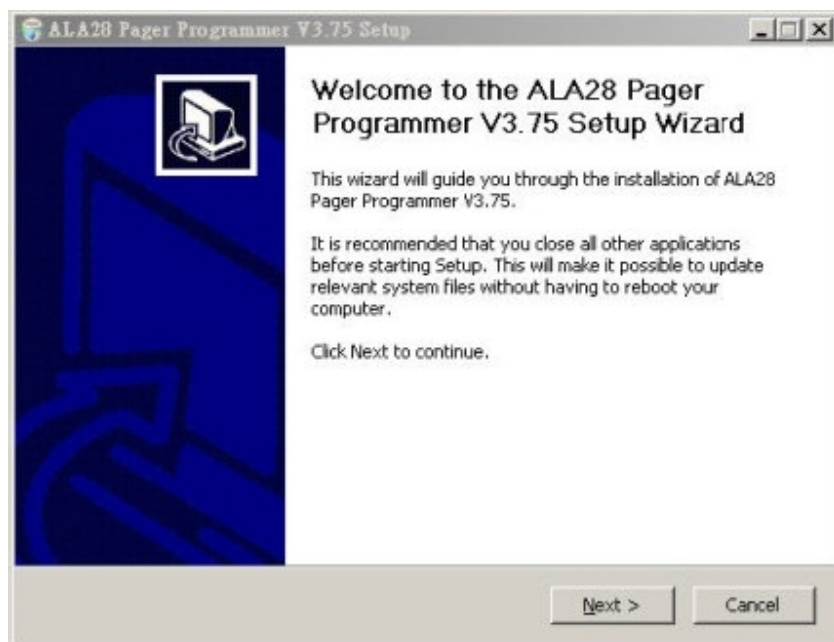 ALA28 Pager Programmer V3.75 Setup
Welcome to the ALA28 Pager
Programmer V3.75 Setup Wizard
This wizard will guide you through the installation of ALA28
Pager Programmer V3.75.
It is recommended that you close all other applications
before starting Setup. This will make it possible to update
relevant system files without having to reboot your
computer.
Click Next to continue.
Next >
Cancel